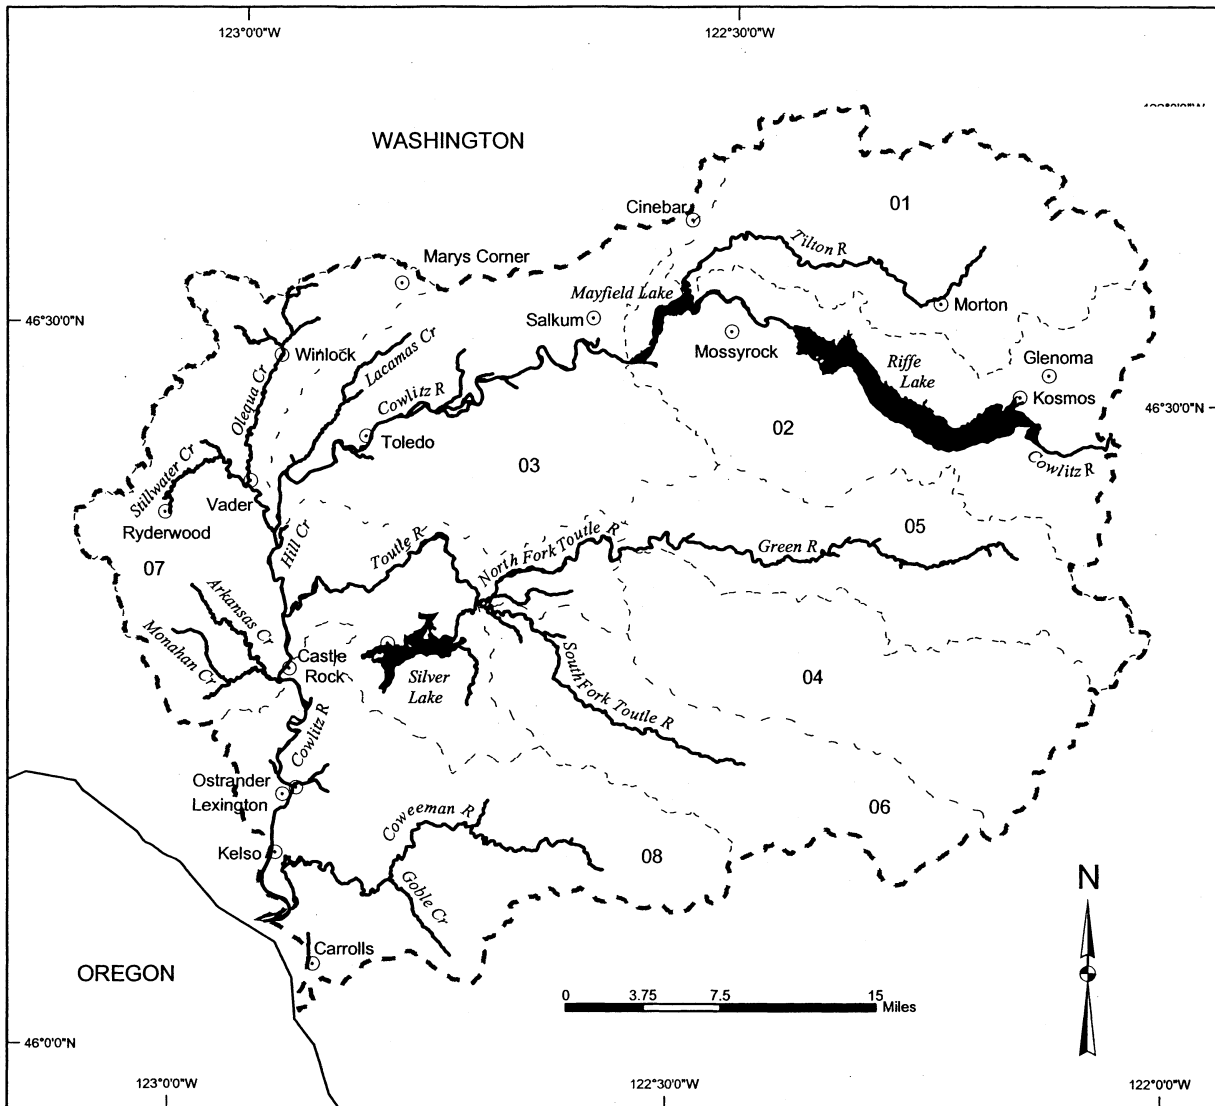 123°0'0"W
122°30'0"W
WASHINGTON
Cinebar
01
Tilton R
Marys Corner
Mayfield Lake
Salkum
Morton
46°30'0"N
Mossyrock
Winlock
Lacamas Cr
Riffe
Lake
Glenoma
Kosmos
46°30'0"N
Olequa Cr
Cowlitz R
Toledo
02
03
Cowlitz R
Stillwater Cr
Vader
Ryderwood
Hill Cr
Toutle R
North Fork Toutle R
Green R
05
07
Arkansas Cr
Monahan Cr
Castle
Rock
Silver
Lake
South Fork Toutle R
04
Cowlitz R
Ostrander
Lexington
06
Coweeman R
Kelso
08
Goble Cr
N
Carrolls
OREGON
0 3.75 7.5 15
Miles
46°0'0"N
123°0'0"W
122°30'0"W
122°0'0"W